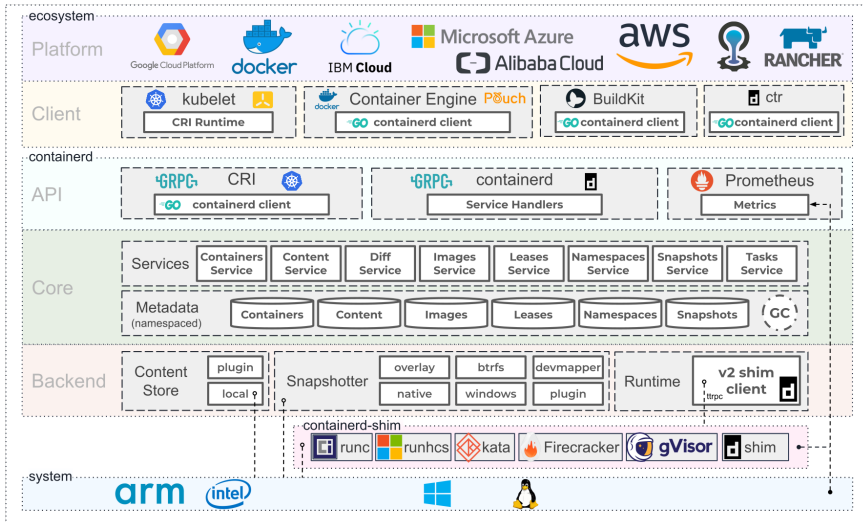 ecosystem
Platform
Google Cloud Platform
docker
IBM Cloud
Microsoft Azure
Alibaba Cloud
aws
RANCHER
Client
kubelet
CRI Runtime
docker
Container Engine
Pouch
GO containerd client
BuildKit
GO containerd client
ctr
GO containerd client
containerd
API
GRPC
CRI
GO containerd client
GRPC
containerd
d
Service Handlers
Prometheus
Metrics
Core
Services
Containers
Service
Content
Service
Diff
Service
Images
Service
Leases
Service
Namespaces
Service
Snapshots
Service
Tasks
Service
Metadata
(namespaced)
Containers
Content
Images
Leases
Namespaces
Snapshots
GC
Backend
Content
Store
plugin
local
Snapshotter
overlay
btrfs
devmapper
native
windows
plugin
Runtime
v2 shim
client
ttrpc
d
containerd-shim
Ci
runc
runhcs
kata
Firecracker
gVisor
d
shim
system
arm
intel